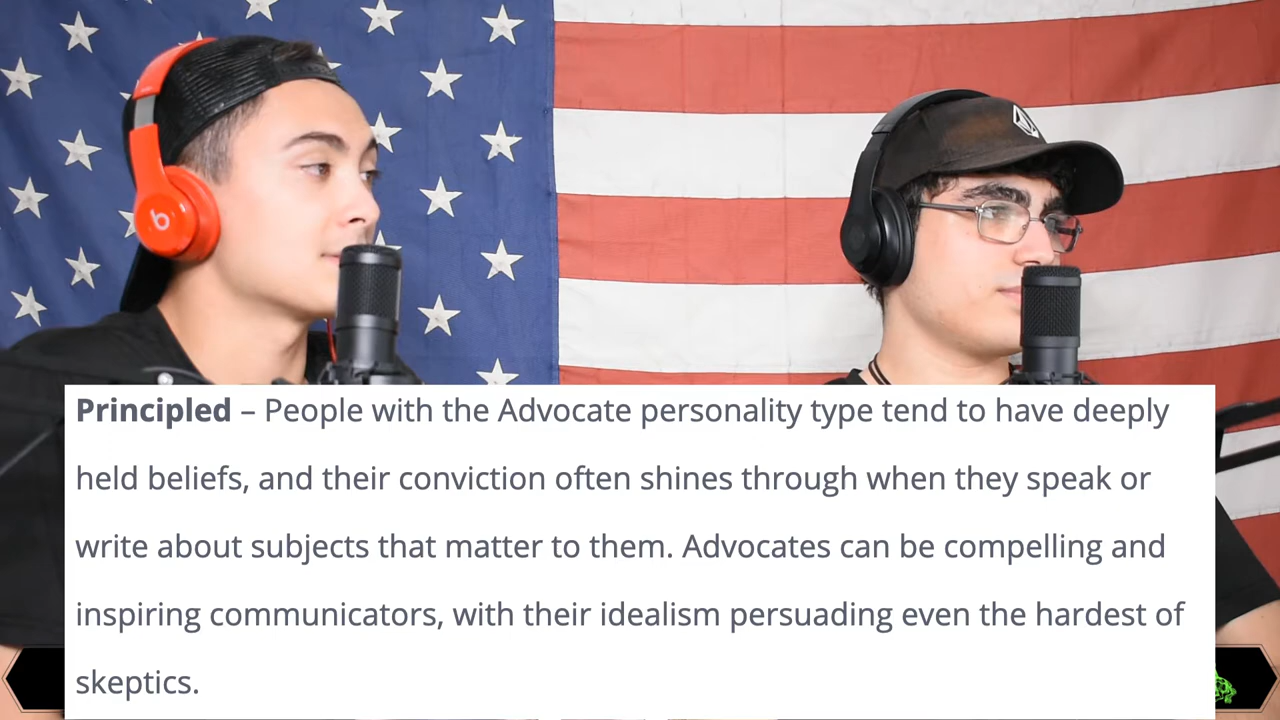 b
Principled – People with the Advocate personality type tend to have deeply
held beliefs, and their conviction often shines through when they speak or
write about subjects that matter to them. Advocates can be compelling and
inspiring communicators, with their idealism persuading even the hardest of
skeptics.